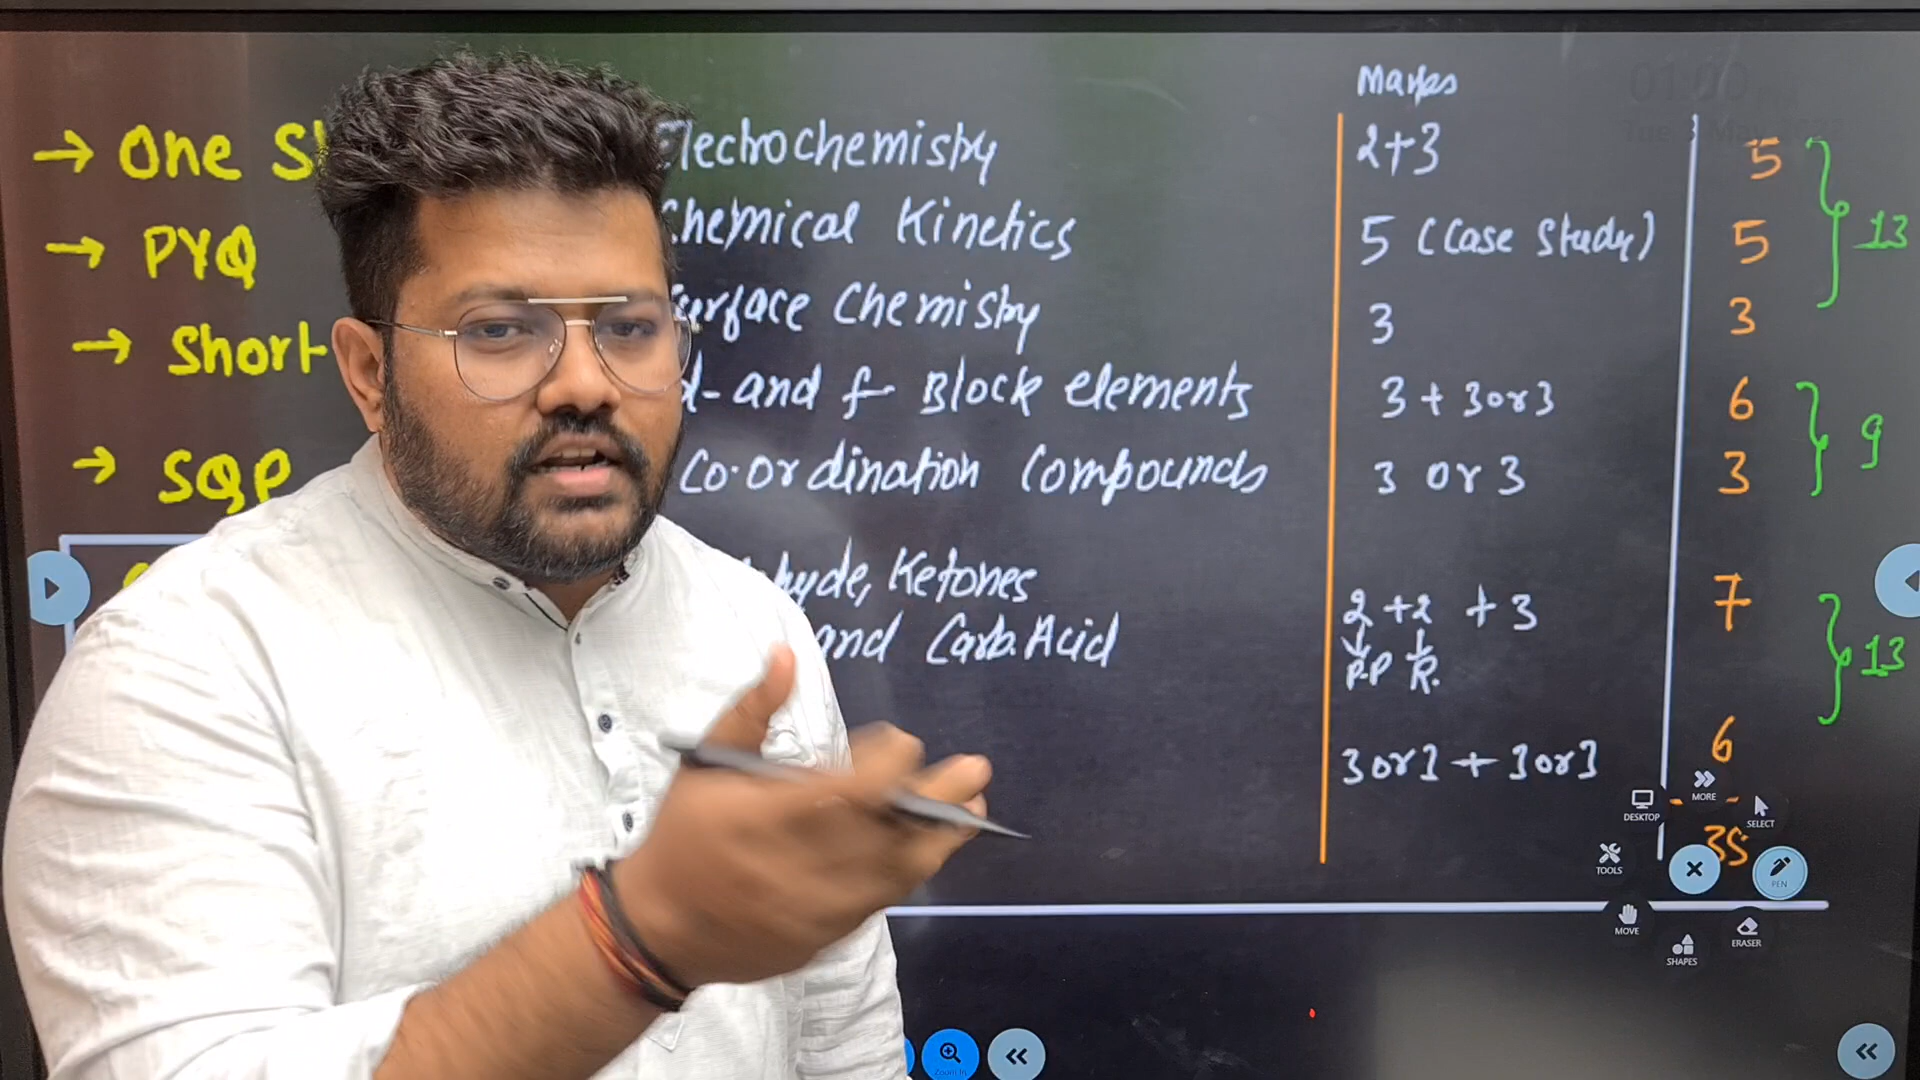 Marks
→ One S Electrochemistry 2+3 5
Chemical Kinetics 5 (Case Study) 5 13
→ PYQ
Surface Chemistry 3 3
→ Short
d- and f- Block elements 3 + 3 or 3 6
→ SQP Co-ordination Compounds 3 or 3 3 9
hyde, Ketones
and Carb. Acid 2 + 2 + 3 7 13
P.P R.
3 or 3 + 3 or 3 6
35
DESKTOP
MORE
SELECT
TOOLS
PEN
MOVE
SHAPES
ERASER
Zoom In